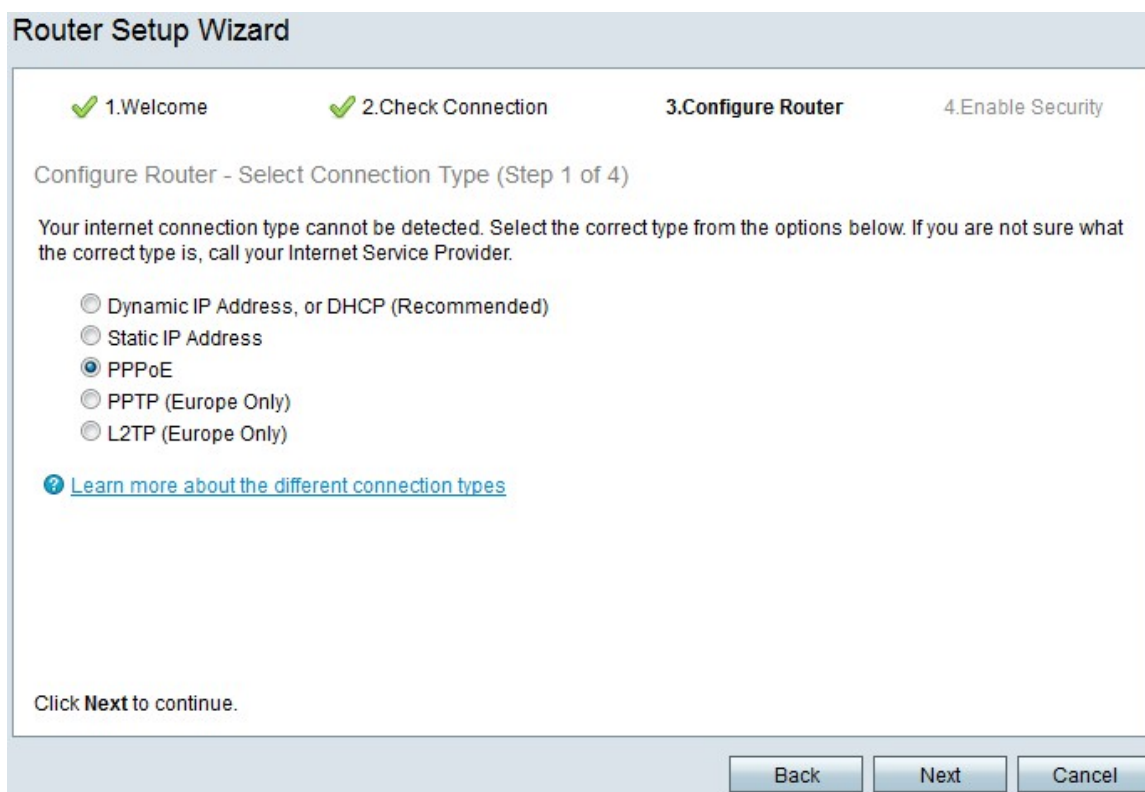 Router Setup Wizard
1.Welcome
2.Check Connection
3.Configure Router
4.Enable Security
Configure Router - Select Connection Type (Step 1 of 4)
Your internet connection type cannot be detected. Select the correct type from the options below. If you are not sure what
the correct type is, call your Internet Service Provider.
Dynamic IP Address, or DHCP (Recommended)
Static IP Address
PPPoE
PPTP (Europe Only)
L2TP (Europe Only)
? Learn more about the different connection types
Click Next to continue.
Back
Next
Cancel